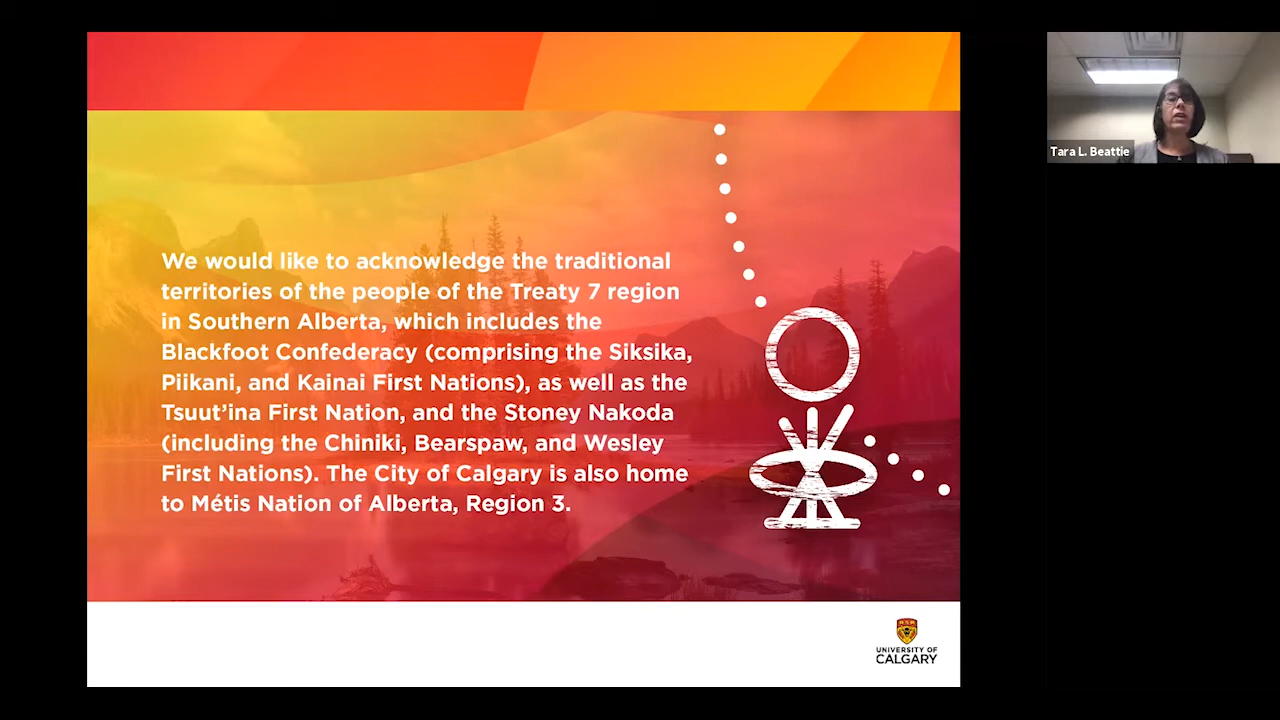 We would like to acknowledge the traditional
territories of the people of the Treaty 7 region
in Southern Alberta, which includes the
Blackfoot Confederacy (comprising the Siksika,
Piikani, and Kainai First Nations), as well as the
Tsuut’ina First Nation, and the Stoney Nakoda
(including the Chiniki, Bearspaw, and Wesley
First Nations). The City of Calgary is also home
to Métis Nation of Alberta, Region 3.
UNIVERSITY OF
CALGARY
Tara L. Beattie